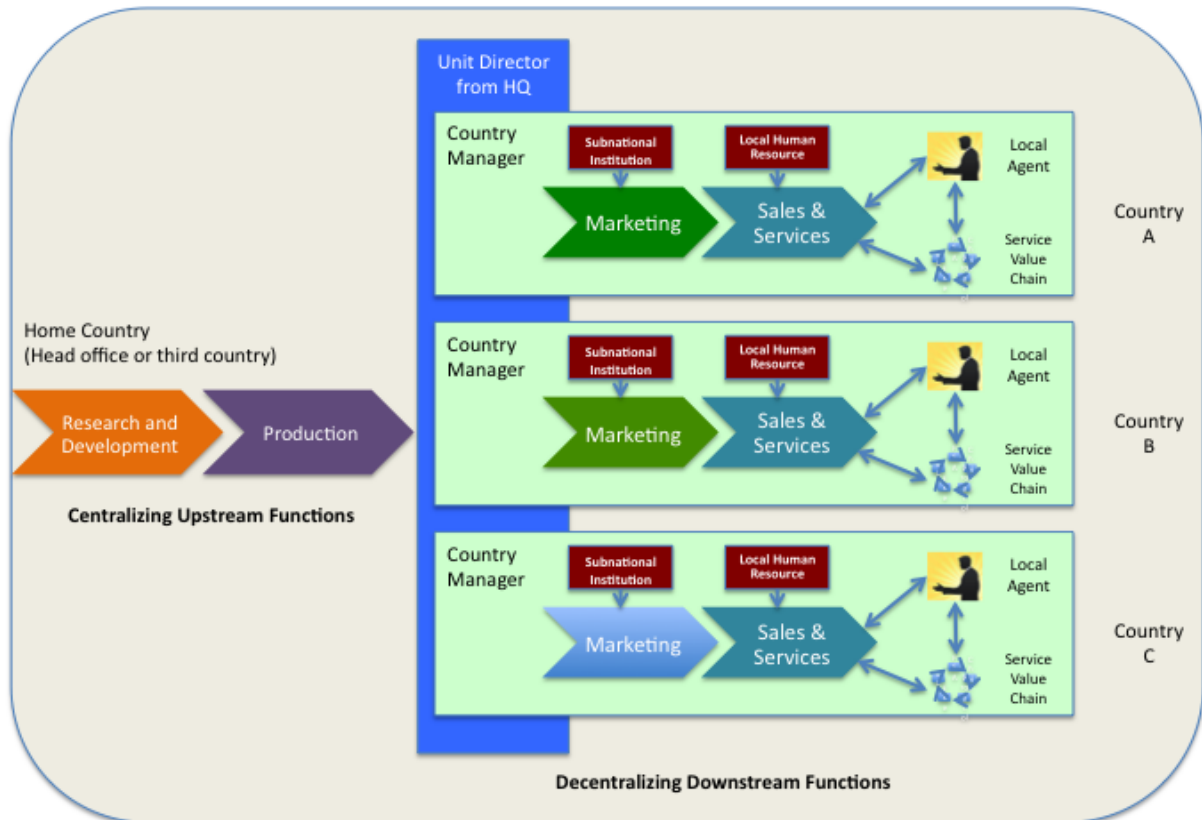 Unit Director
from HQ
Country
Manager
Subnational
Institution
Local Human
Resource
Marketing
Sales &
Services
Local
Agent
Service
Value
Chain
Country
A
Home Country
(Head office or third country)
Research and
Development
Production
Centralizing Upstream Functions
Country
Manager
Subnational
Institution
Local Human
Resource
Marketing
Sales &
Services
Local
Agent
Service
Value
Chain
Country
B
Country
Manager
Subnational
Institution
Local Human
Resource
Marketing
Sales &
Services
Local
Agent
Service
Value
Chain
Country
C
Decentralizing Downstream Functions